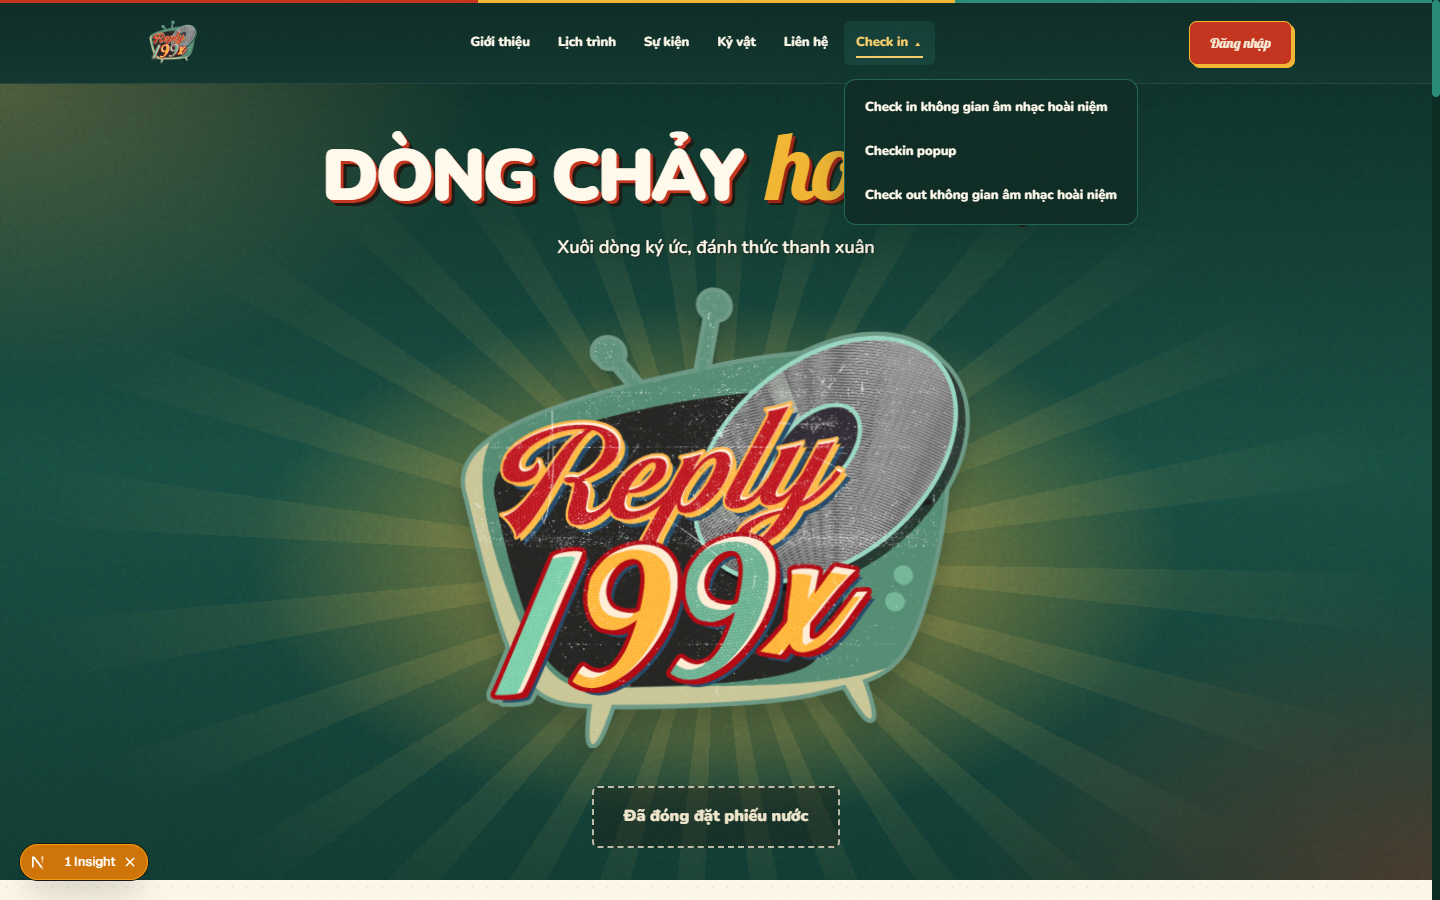 Reply
199x
Giới thiệu
Lịch trình
Sự kiện
Kỷ vật
Liên hệ
Check in
Đăng nhập
Check in không gian âm nhạc hoài niệm
Checkin popup
Check out không gian âm nhạc hoài niệm
DÒNG CHẢY ho
Xuôi dòng ký ức, đánh thức thanh xuân
Reply
199x
Đã đóng đặt phiếu nước
1 Insight